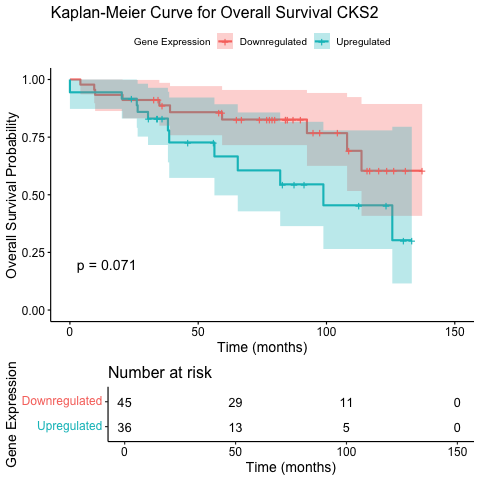 Kaplan-Meier Curve for Overall Survival CKS2
Gene Expression Downregulated Upregulated
Overall Survival Probability
1.00
0.75
0.50
0.25
0.00
p = 0.071
0 50 100 150
Time (months)
Number at risk
Gene Expression
Downregulated 45 29 11 0
Upregulated 36 13 5 0
0 50 100 150
Time (months)